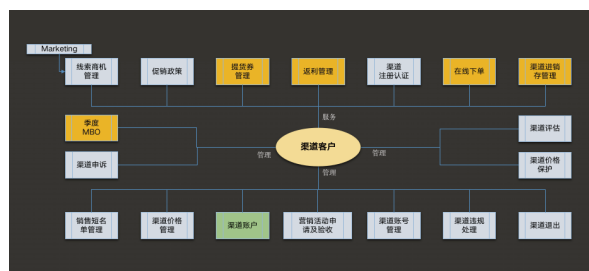 Marketing
线索商机
管理
促销政策
提货券
管理
返利管理
渠道
注册认证
在线下单
渠道进销
存管理
服务
季度
MBO
渠道申诉
管理
渠道客户
管理
管理
渠道评估
渠道价格
保护
销售短名
单管理
渠道价格
管理
渠道账户
营销活动申
请及验收
渠道账号
管理
渠道违规
处理
渠道退出